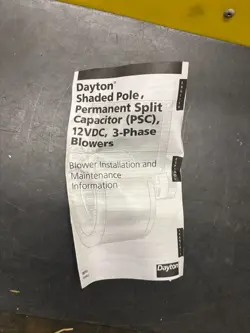 Dayton®
Shaded Pole,
Permanent Split
Capacitor (PSC),
12VDC, 3-Phase
Blowers
Blower Installation and
Maintenance
Information
Dayton